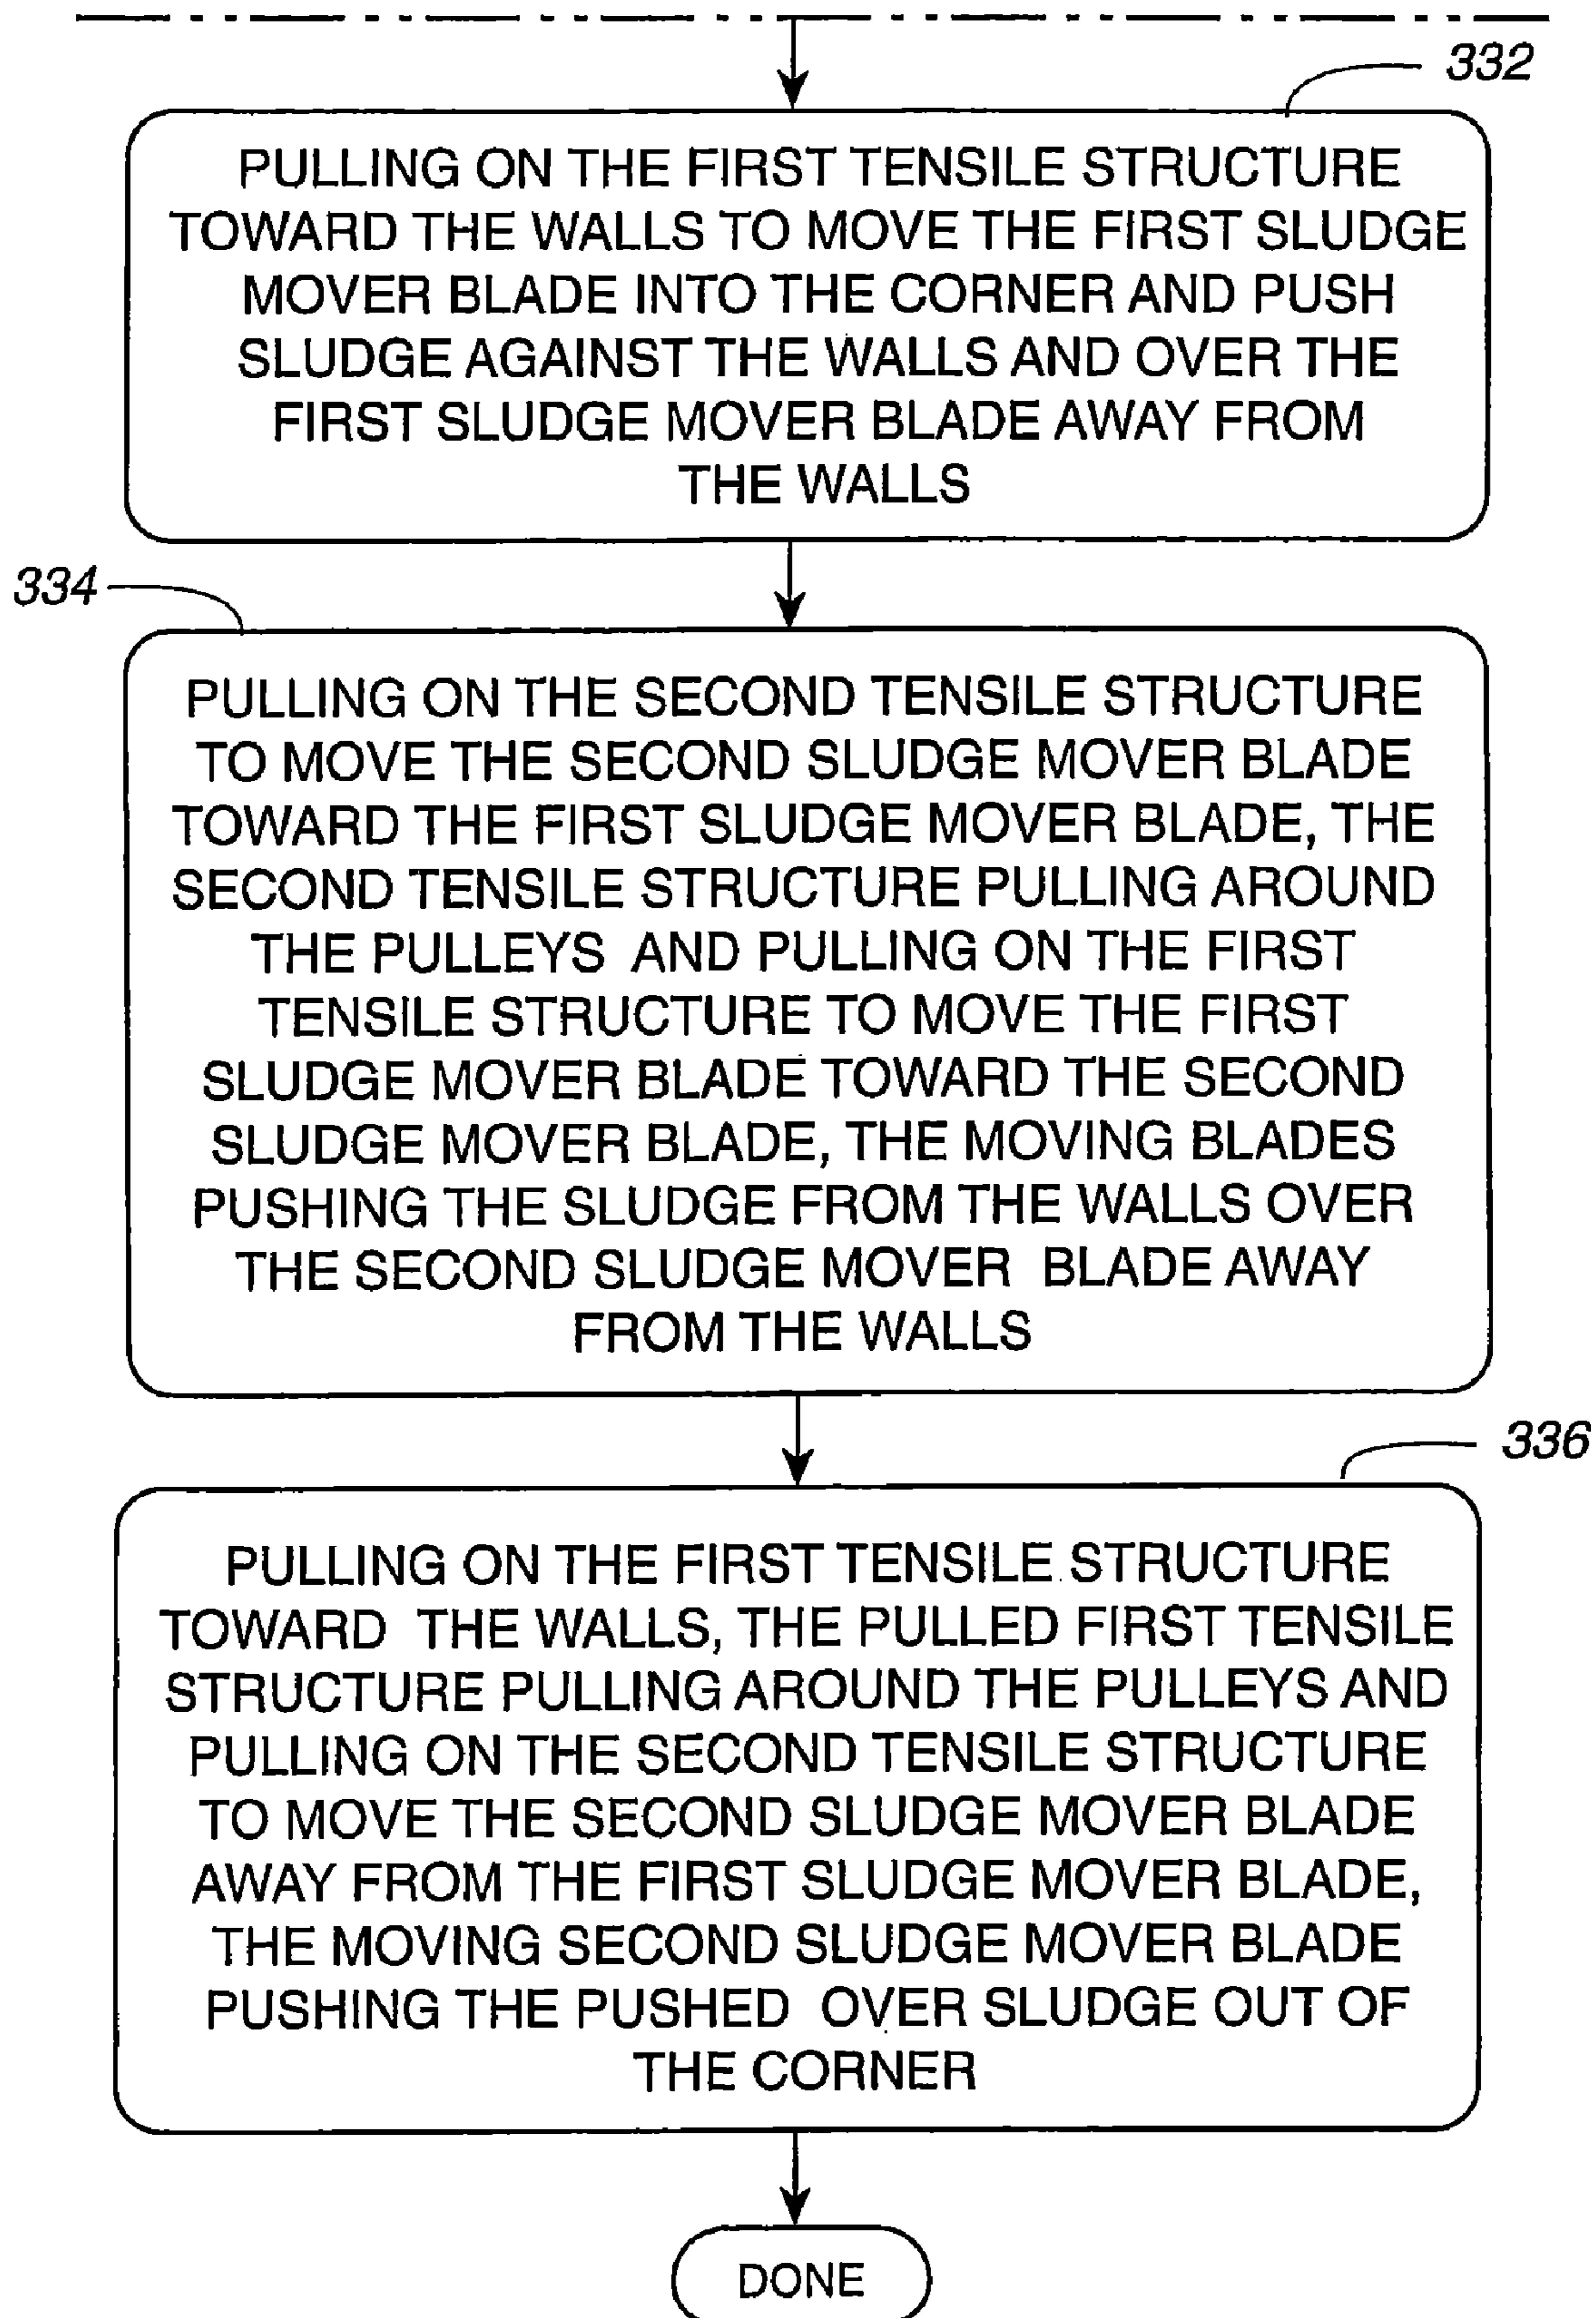 332
PULLING ON THE FIRST TENSILE STRUCTURE
TOWARD THE WALLS TO MOVE THE FIRST SLUDGE
MOVER BLADE INTO THE CORNER AND PUSH
SLUDGE AGAINST THE WALLS AND OVER THE
FIRST SLUDGE MOVER BLADE AWAY FROM
THE WALLS
334
PULLING ON THE SECOND TENSILE STRUCTURE
TO MOVE THE SECOND SLUDGE MOVER BLADE
TOWARD THE FIRST SLUDGE MOVER BLADE, THE
SECOND TENSILE STRUCTURE PULLING AROUND
THE PULLEYS AND PULLING ON THE FIRST
TENSILE STRUCTURE TO MOVE THE FIRST
SLUDGE MOVER BLADE TOWARD THE SECOND
SLUDGE MOVER BLADE, THE MOVING BLADES
PUSHING THE SLUDGE FROM THE WALLS OVER
THE SECOND SLUDGE MOVER BLADE AWAY
FROM THE WALLS
336
PULLING ON THE FIRST TENSILE STRUCTURE
TOWARD THE WALLS, THE PULLED FIRST TENSILE
STRUCTURE PULLING AROUND THE PULLEYS AND
PULLING ON THE SECOND TENSILE STRUCTURE
TO MOVE THE SECOND SLUDGE MOVER BLADE
AWAY FROM THE FIRST SLUDGE MOVER BLADE,
THE MOVING SECOND SLUDGE MOVER BLADE
PUSHING THE PUSHED OVER SLUDGE OUT OF
THE CORNER
DONE